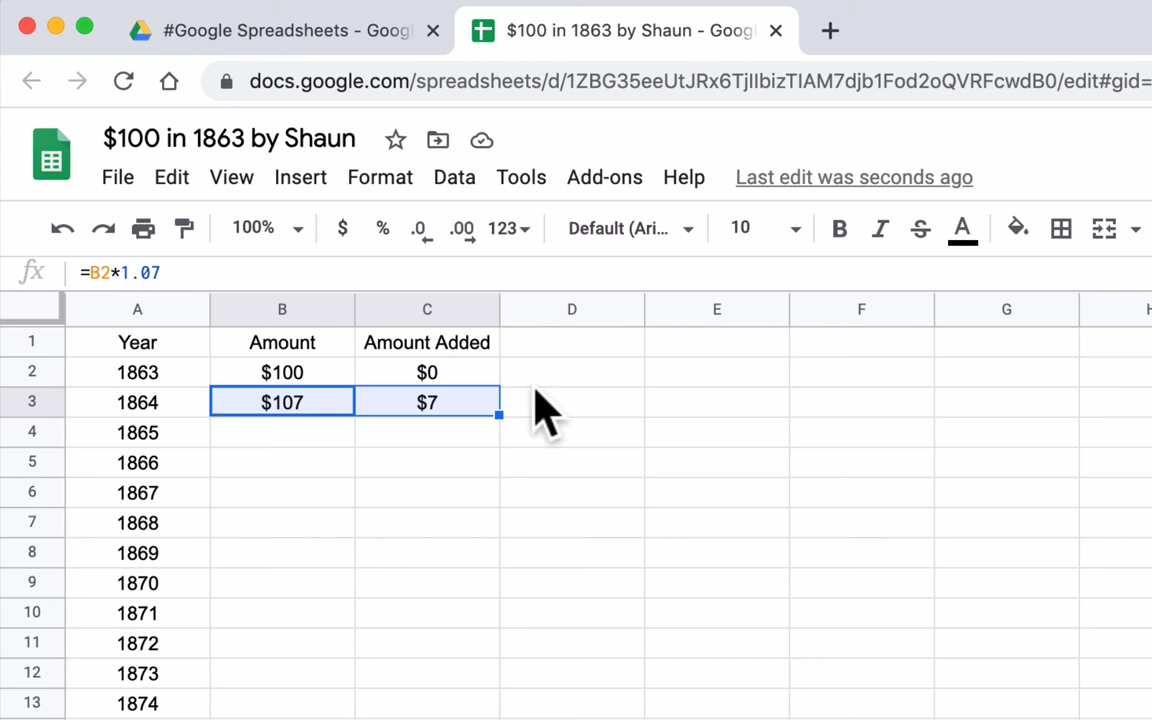 #Google Spreadsheets - Googl
$100 in 1863 by Shaun - Googl
docs.google.com/spreadsheets/d/1ZBG35eeUtJRx6TjlIbizTIAM7djb1Fod2oQVRFcwdB0/edit#gid=
$100 in 1863 by Shaun
File Edit View Insert Format Data Tools Add-ons Help Last edit was seconds ago
100% $ % .0 .00 123 Default (Ari... 10 B I S A
fx =B2*1.07
A B C D E F G H
1 Year Amount Amount Added
2 1863 $100 $0
3 1864 $107 $7
4 1865
5 1866
6 1867
7 1868
8 1869
9 1870
10 1871
11 1872
12 1873
13 1874